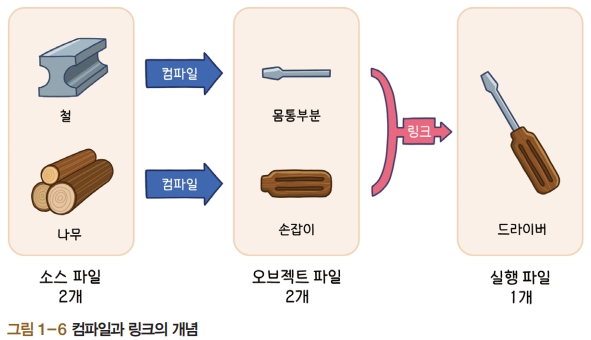 철
나무
컴파일
컴파일
몸통부분
손잡이
링크
드라이버
소스 파일
2개
오브젝트 파일
2개
실행 파일
1개
그림 1-6 컴파일과 링크의 개념